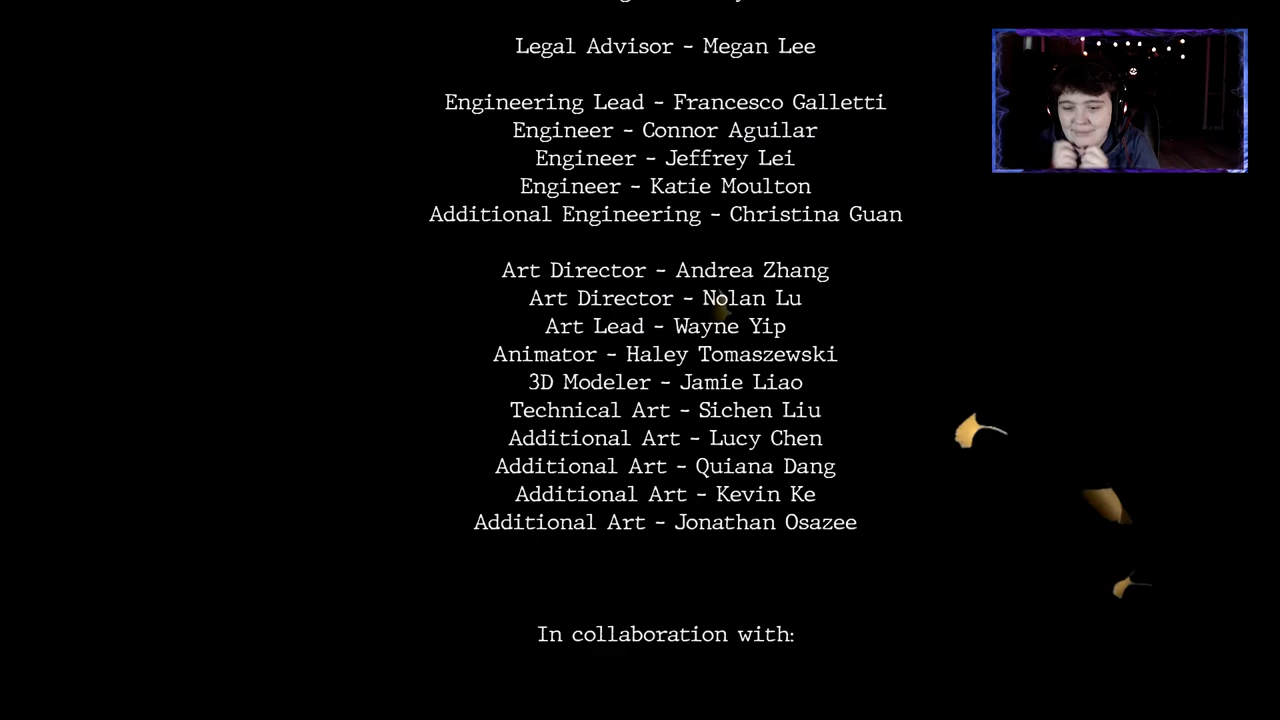 Legal Advisor - Megan Lee
Engineering Lead - Francesco Galletti
Engineer - Connor Aguilar
Engineer - Jeffrey Lei
Engineer - Katie Moulton
Additional Engineering - Christina Guan
Art Director - Andrea Zhang
Art Director - Nolan Lu
Art Lead - Wayne Yip
Animator - Haley Tomaszewski
3D Modeler - Jamie Liao
Technical Art - Sichen Liu
Additional Art - Lucy Chen
Additional Art - Quiana Dang
Additional Art - Kevin Ke
Additional Art - Jonathan Osazee
In collaboration with: